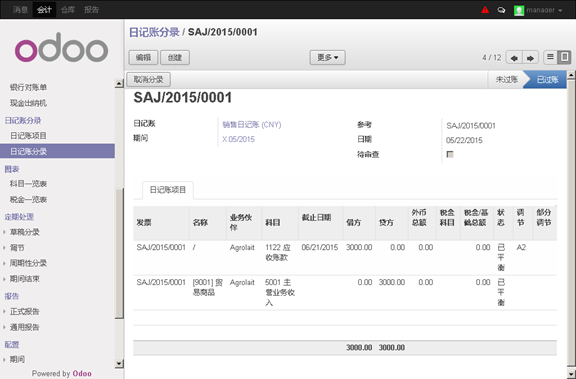 消息 会计 仓库 报告
manager
odoo
日记账分录 / SAJ/2015/0001
编辑 创建
更多
4 / 12
银行对账单
现金出纳机
日记账分录
日记账项目
日记账分录
图表
科目一览表
税金一览表
定期处理
草稿分录
调节
周期性分录
期间结束
报告
正式报告
通用报告
配置
期间
Powered by Odoo
取消分录
未过账 已过账
SAJ/2015/0001
日记账 销售日记账 (CNY) 参考 SAJ/2015/0001
期间 X 05/2015 日期 05/22/2015
待审查
日记账项目
发票 名称 业务伙伴 科目 截止日期 借方 贷方 外币总额 税金科目 税金/基础总额 状态 调节 部分调节
SAJ/2015/0001 / Agrolait 1122 应收账款 06/21/2015 3000.00 0.00 0.00 0.00 已平衡 A2
SAJ/2015/0001 [9001] 贸易商品 Agrolait 5001 主营业务收入 0.00 3000.00 0.00 0.00 已平衡
3000.00 3000.00